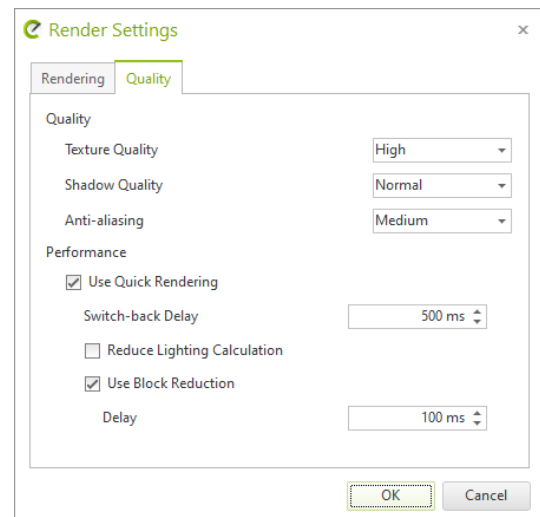 Render Settings
Rendering Quality
Quality
Texture Quality High
Shadow Quality Normal
Anti-aliasing Medium
Performance
Use Quick Rendering
Switch-back Delay 500 ms
Reduce Lighting Calculation
Use Block Reduction
Delay 100 ms
OK Cancel